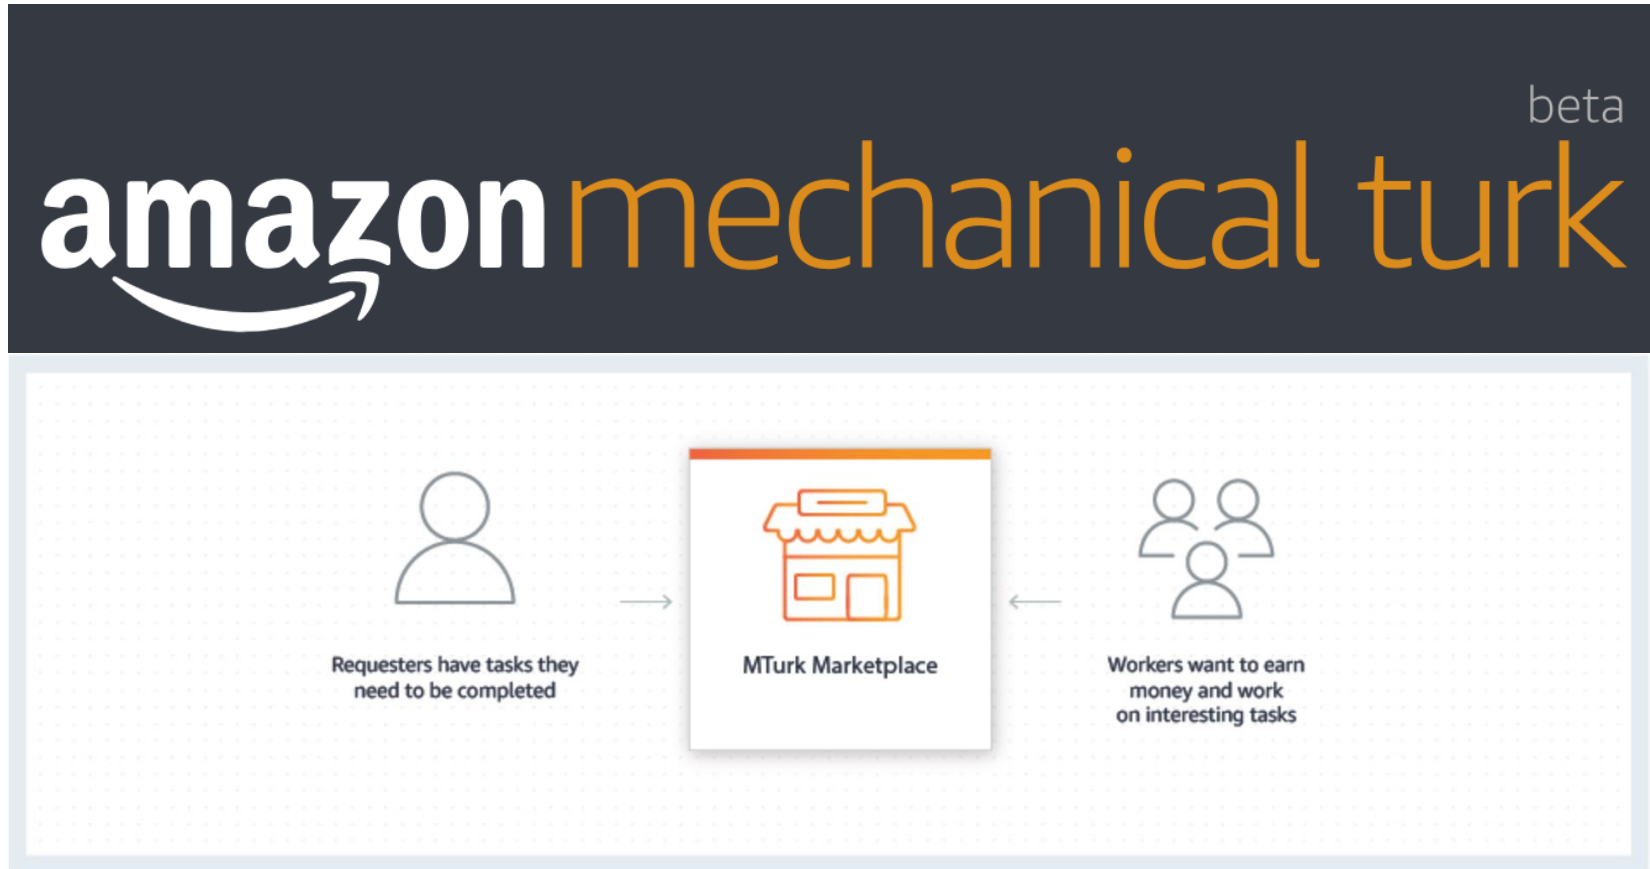 beta
amazon mechanical turk
Requesters have tasks they
need to be completed
MTurk Marketplace
Workers want to earn
money and work
on interesting tasks